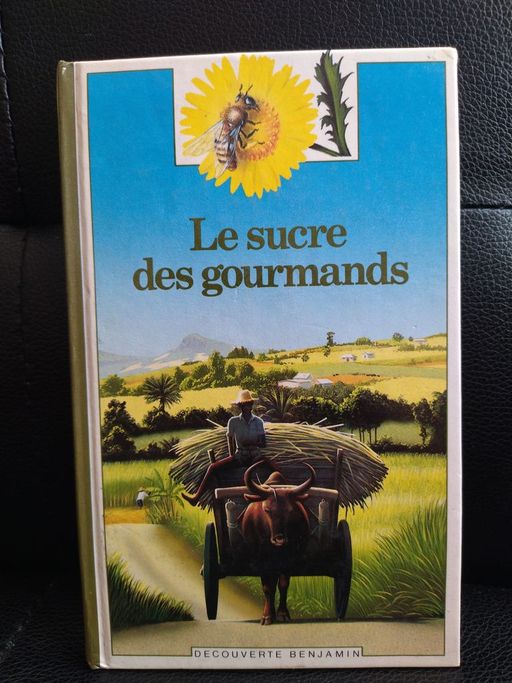 Le sucre
des gourmands
DECOUVERTE BENJAMIN